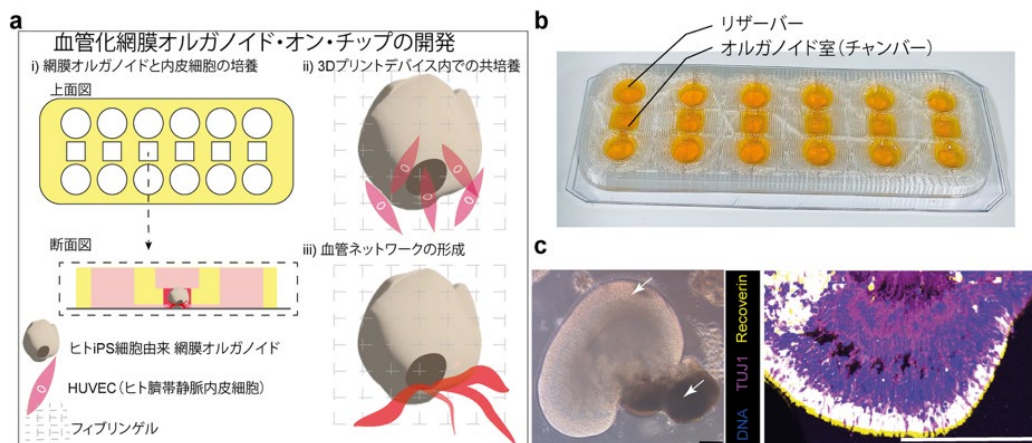 a
血管化網膜オルガノイド・オン・チップの開発
i) 網膜オルガノイドと内皮細胞の培養
上面図
断面図
ヒトiPS細胞由来 網膜オルガノイド
HUVEC(ヒト臍帯静脈内皮細胞)
フィブリンゲル
ii) 3Dプリントデバイス内での共培養
iii) 血管ネットワークの形成
b
リザーバー
オルガノイド室(チャンバー)
c
DNA TUJ1 Recoverin